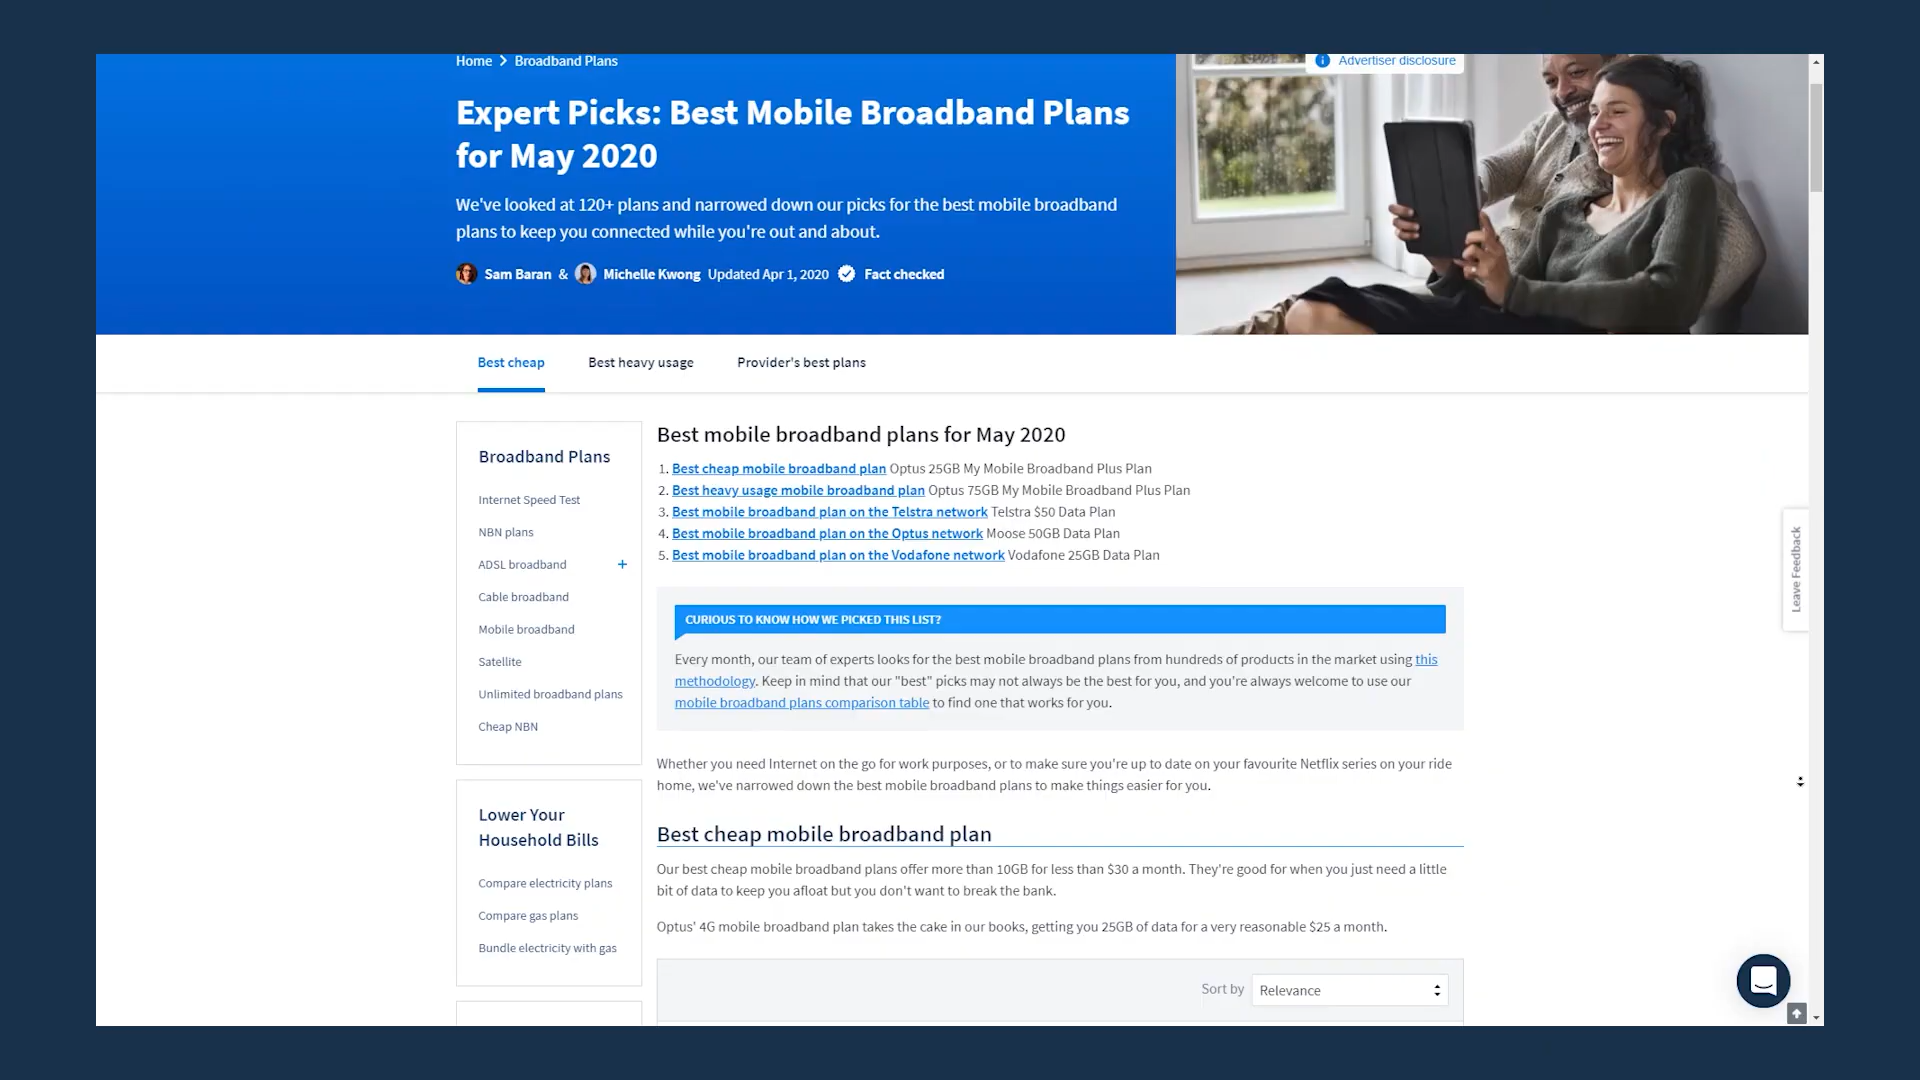 Home > Broadband Plans
Advertiser disclosure
Expert Picks: Best Mobile Broadband Plans
for May 2020
We've looked at 120+ plans and narrowed down our picks for the best mobile broadband
plans to keep you connected while you're out and about.
Sam Baran & Michelle Kwong Updated Apr 1, 2020 Fact checked
Best cheap Best heavy usage Provider's best plans
Broadband Plans
Internet Speed Test
NBN plans
ADSL broadband +
Cable broadband
Mobile broadband
Satellite
Unlimited broadband plans
Cheap NBN
Lower Your
Household Bills
Compare electricity plans
Compare gas plans
Bundle electricity with gas
Best mobile broadband plans for May 2020
1. Best cheap mobile broadband plan Optus 25GB My Mobile Broadband Plus Plan
2. Best heavy usage mobile broadband plan Optus 75GB My Mobile Broadband Plus Plan
3. Best mobile broadband plan on the Telstra network Telstra $50 Data Plan
4. Best mobile broadband plan on the Optus network Moose 50GB Data Plan
5. Best mobile broadband plan on the Vodafone network Vodafone 25GB Data Plan
CURIOUS TO KNOW HOW WE PICKED THIS LIST?
Every month, our team of experts looks for the best mobile broadband plans from hundreds of products in the market using this
methodology. Keep in mind that our "best" picks may not always be the best for you, and you're always welcome to use our
mobile broadband plans comparison table to find one that works for you.
Whether you need Internet on the go for work purposes, or to make sure you're up to date on your favourite Netflix series on your ride
home, we've narrowed down the best mobile broadband plans to make things easier for you.
Best cheap mobile broadband plan
Our best cheap mobile broadband plans offer more than 10GB for less than $30 a month. They're good for when you just need a little
bit of data to keep you afloat but you don't want to break the bank.
Optus' 4G mobile broadband plan takes the cake in our books, getting you 25GB of data for a very reasonable $25 a month.
Sort by Relevance
Leave Feedback